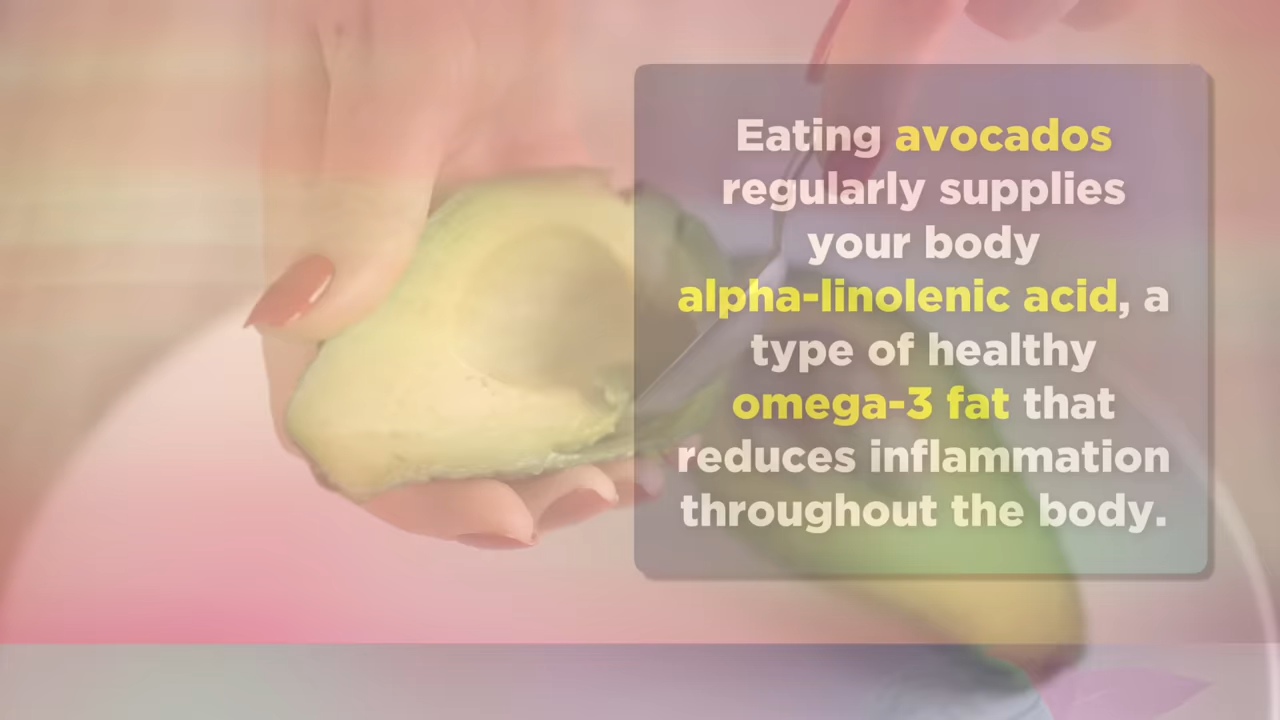 Eating avocados
regularly supplies
your body
alpha-linolenic acid, a
type of healthy
omega-3 fat that
reduces inflammation
throughout the body.